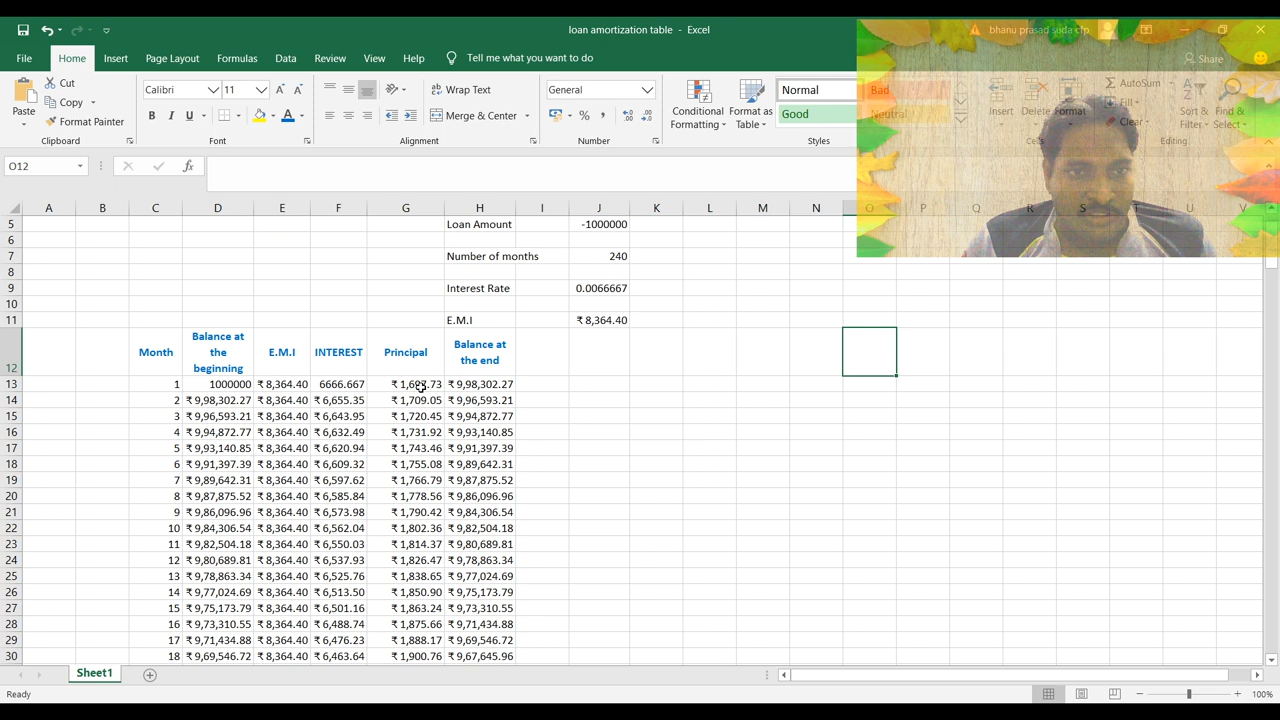 loan amortization table - Excel
bhanu prasad suda cfp
File Home Insert Page Layout Formulas Data Review View Help Tell me what you want to do Share
Cut
Copy
Format Painter
Paste
Clipboard
Calibri 11
B I U
Font
Wrap Text
Merge & Center
Alignment
General
Number
Conditional Formatting
Format as Table
Normal Bad
Good Neutral
Styles
Insert Delete Format
Cells
AutoSum
Fill
Clear
Sort & Filter
Find & Select
Editing
O12 fx
A B C D E F G H I J K L M N O P Q R S T U V
5 Loan Amount -1000000
6
7 Number of months 240
8
9 Interest Rate 0.0066667
10
11 E.M.I ₹ 8,364.40
12 Month Balance at the beginning E.M.I INTEREST Principal Balance at the end
13 1 1000000 ₹ 8,364.40 6666.667 ₹ 9,98,302.27
14 2 ₹ 9,98,302.27 ₹ 8,364.40 ₹ 6,655.35 ₹ 1,709.05 ₹ 9,96,593.21
15 3 ₹ 9,96,593.21 ₹ 8,364.40 ₹ 6,643.95 ₹ 1,720.45 ₹ 9,94,872.77
16 4 ₹ 9,94,872.77 ₹ 8,364.40 ₹ 6,632.49 ₹ 1,731.92 ₹ 9,93,140.85
17 5 ₹ 9,93,140.85 ₹ 8,364.40 ₹ 6,620.94 ₹ 1,743.46 ₹ 9,91,397.39
18 6 ₹ 9,91,397.39 ₹ 8,364.40 ₹ 6,609.32 ₹ 1,755.08 ₹ 9,89,642.31
19 7 ₹ 9,89,642.31 ₹ 8,364.40 ₹ 6,597.62 ₹ 1,766.79 ₹ 9,87,875.52
20 8 ₹ 9,87,875.52 ₹ 8,364.40 ₹ 6,585.84 ₹ 1,778.56 ₹ 9,86,096.96
21 9 ₹ 9,86,096.96 ₹ 8,364.40 ₹ 6,573.98 ₹ 1,790.42 ₹ 9,84,306.54
22 10 ₹ 9,84,306.54 ₹ 8,364.40 ₹ 6,562.04 ₹ 1,802.36 ₹ 9,82,504.18
23 11 ₹ 9,82,504.18 ₹ 8,364.40 ₹ 6,550.03 ₹ 1,814.37 ₹ 9,80,689.81
24 12 ₹ 9,80,689.81 ₹ 8,364.40 ₹ 6,537.93 ₹ 1,826.47 ₹ 9,78,863.34
25 13 ₹ 9,78,863.34 ₹ 8,364.40 ₹ 6,525.76 ₹ 1,838.65 ₹ 9,77,024.69
26 14 ₹ 9,77,024.69 ₹ 8,364.40 ₹ 6,513.50 ₹ 1,850.90 ₹ 9,75,173.79
27 15 ₹ 9,75,173.79 ₹ 8,364.40 ₹ 6,501.16 ₹ 1,863.24 ₹ 9,73,310.55
28 16 ₹ 9,73,310.55 ₹ 8,364.40 ₹ 6,488.74 ₹ 1,875.66 ₹ 9,71,434.88
29 17 ₹ 9,71,434.88 ₹ 8,364.40 ₹ 6,476.23 ₹ 1,888.17 ₹ 9,69,546.72
30 18 ₹ 9,69,546.72 ₹ 8,364.40 ₹ 6,463.64 ₹ 1,900.76 ₹ 9,67,645.96
Sheet1
Ready 100%